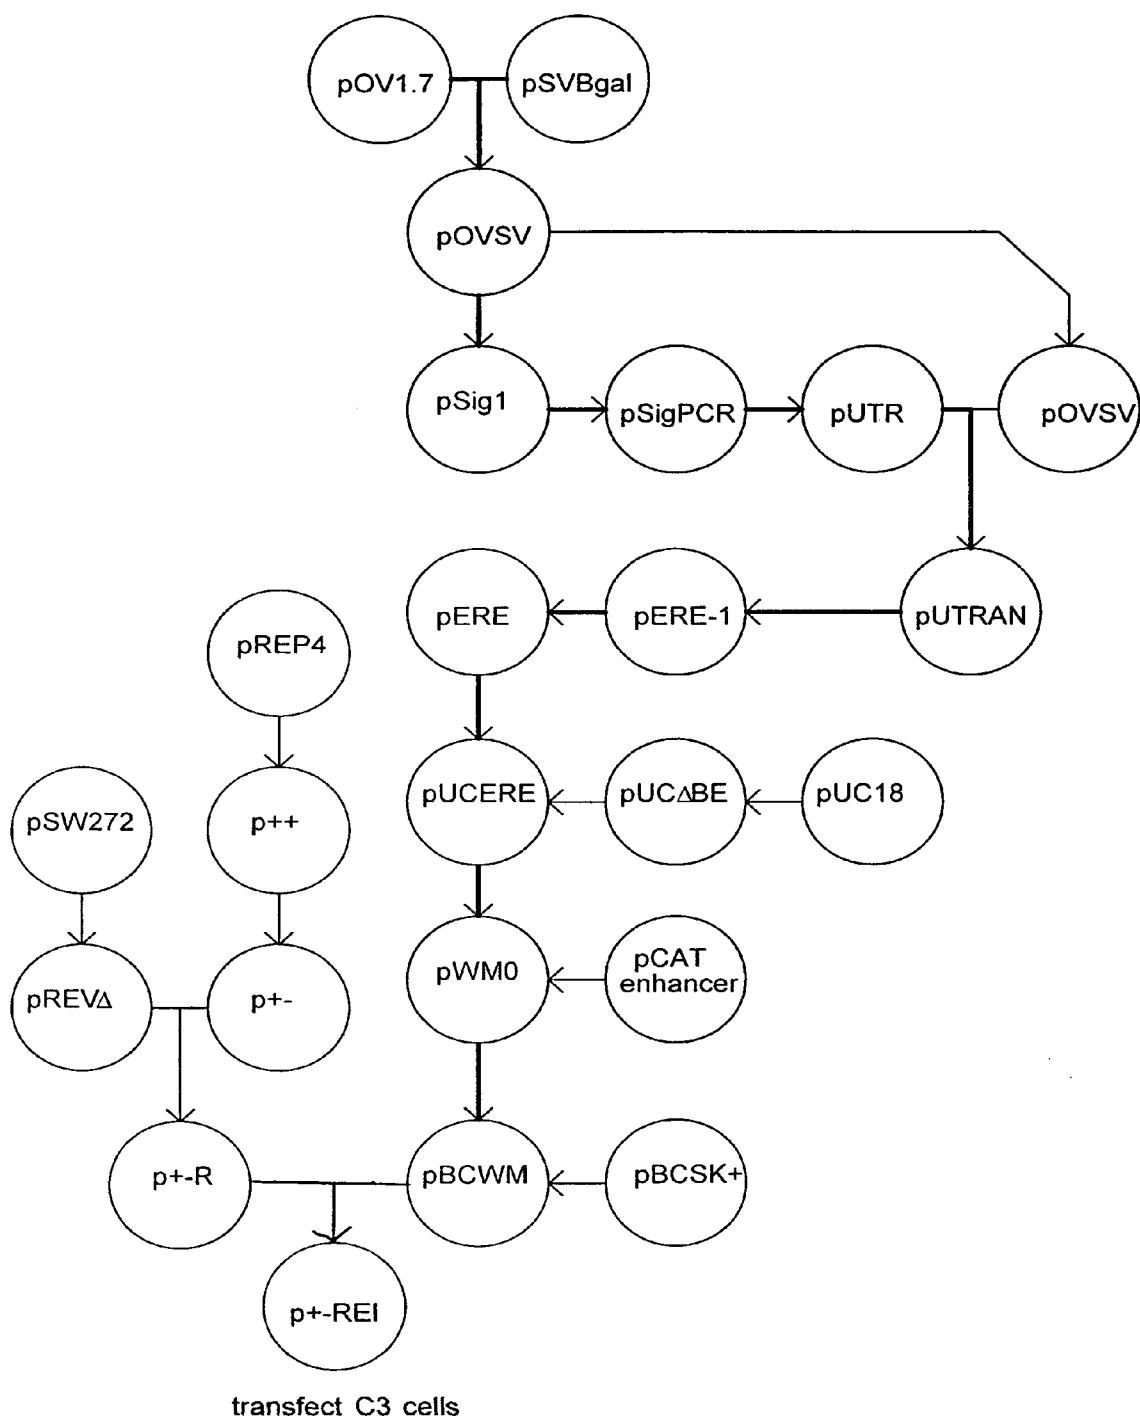 pOV1.7
pSVBgal
pOVSV
pSig1
pSigPCR
pUTR
pOVSV
pERE
pERE-1
pUTRAN
pREP4
pSW272
p++
pUCERE
pUCΔBE
pUC18
pREVΔ
p+-
pWM0
pCAT
enhancer
p+-R
pBCWM
pBCSK+
p+-REI
transfect C3 cells